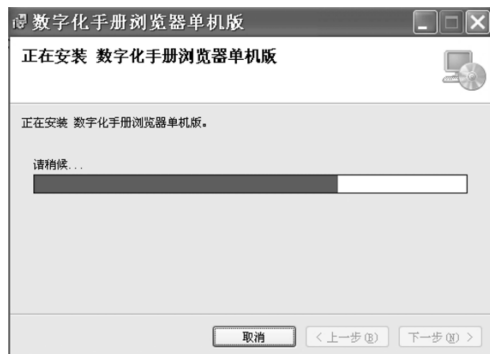 数字化手册浏览器单机版
正在安装 数字化手册浏览器单机版
正在安装 数字化手册浏览器单机版。
请稍候...
取消
< 上一步(B)
下一步(N) >